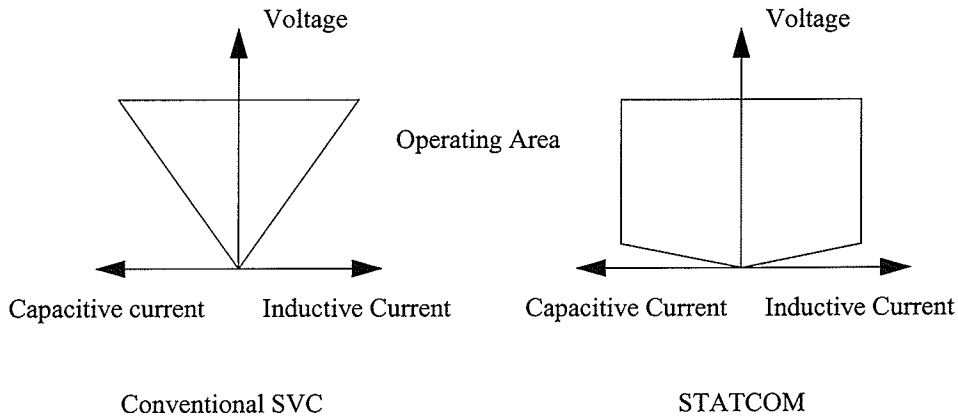 Voltage
Voltage
Operating Area
Capacitive current
Inductive Current
Capacitive Current
Inductive Current
Conventional SVC
STATCOM